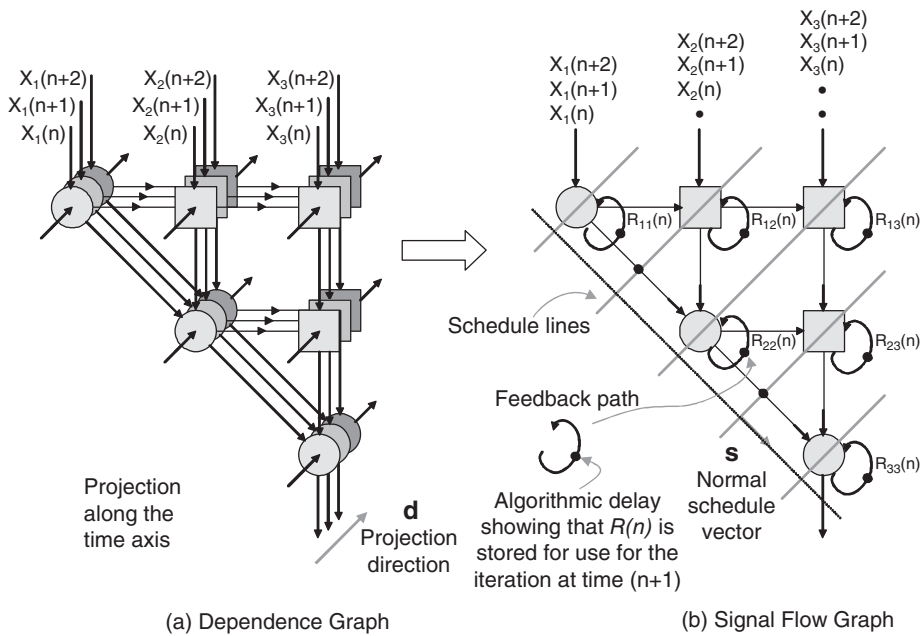 X1(n+2) X2(n+2) X3(n+2)
X1(n+1) X2(n+1) X3(n+1)
X1(n) X2(n) X3(n)
Projection
along the
time axis
d
Projection
direction
(a) Dependence Graph
X3(n+2)
X2(n+2) X3(n+1)
X1(n+2) X2(n+1) X3(n)
X1(n+1) X2(n)
X1(n)
R11(n) R12(n) R13(n)
Schedule lines
R22(n) R23(n)
Feedback path
R33(n)
s
Normal
schedule
vector
Algorithmic delay
showing that R(n) is
stored for use for the
iteration at time (n+1)
(b) Signal Flow Graph